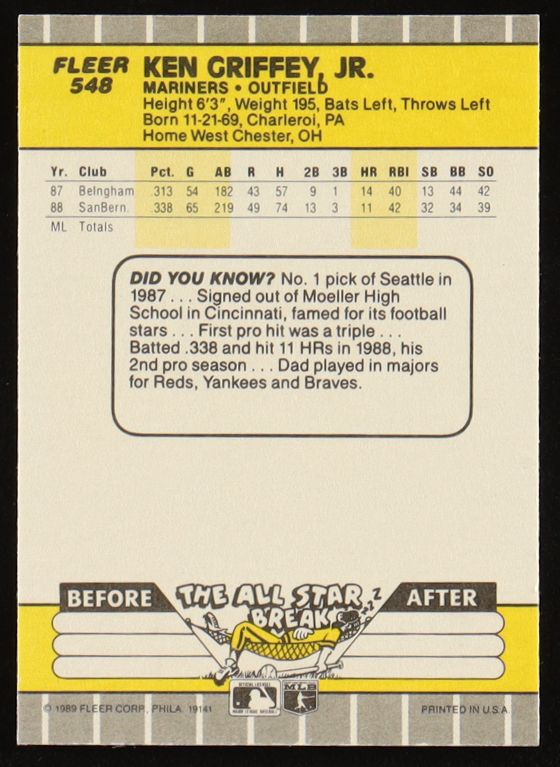 FLEER
548
KEN GRIFFEY, JR.
MARINERS • OUTFIELD
Height 6'3", Weight 195, Bats Left, Throws Left
Born 11-21-69, Charleroi, PA
Home West Chester, OH
Yr. Club Pct. G AB R H 2B 3B HR RBI SB BB SO
87 Belngham .313 54 182 43 57 9 1 14 40 13 44 42
88 SanBern. .338 65 219 49 74 13 3 11 42 32 34 39
ML Totals
DID YOU KNOW? No. 1 pick of Seattle in
1987 . . . Signed out of Moeller High
School in Cincinnati, famed for its football
stars . . . First pro hit was a triple . . .
Batted .338 and hit 11 HRs in 1988, his
2nd pro season . . . Dad played in majors
for Reds, Yankees and Braves.
BEFORE
THE ALL STAR
BREAK
zzZ
AFTER
MLB
© 1989 FLEER CORP. PHILA. 19141
PRINTED IN U.S.A.